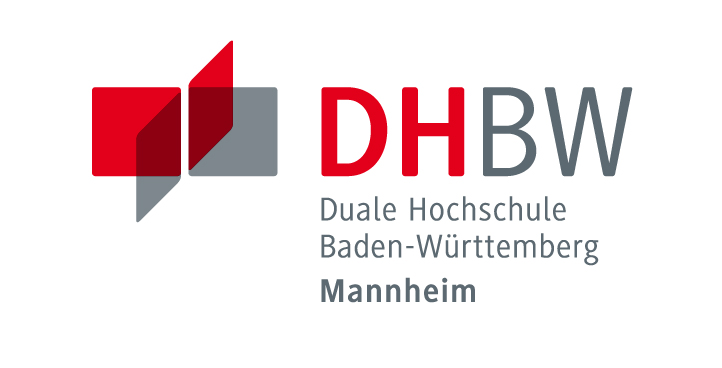 DHBW
Duale Hochschule
Baden-Württemberg
Mannheim